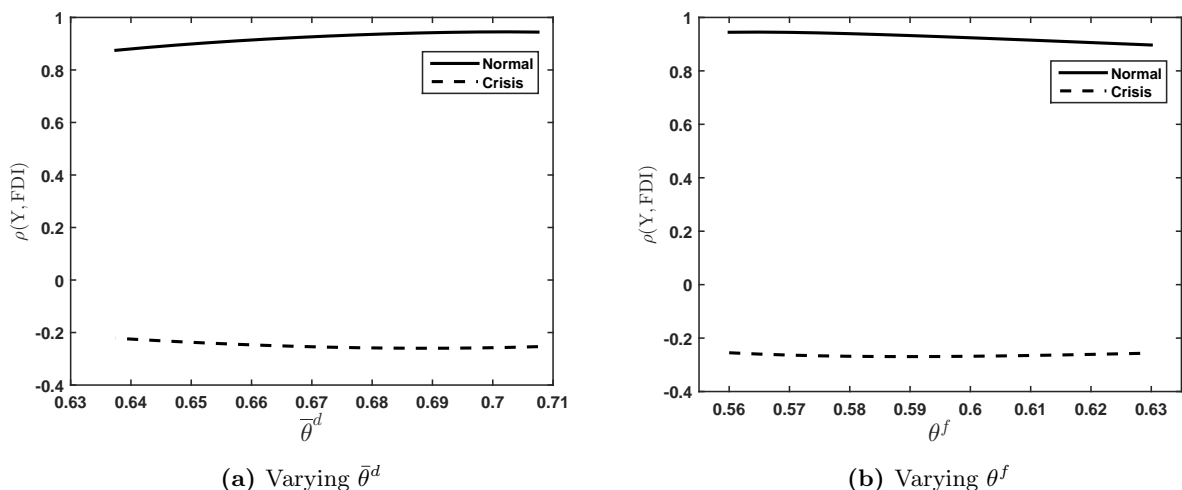 1
0.8
0.6
0.4
0.2
0
-0.2
-0.4
ρ(Y, FDI)
Normal
Crisis
0.63 0.64 0.65 0.66 0.67 0.68 0.69 0.7 0.71
θ̅ᵈ
(a) Varying θ̄ᵈ
1
0.8
0.6
0.4
0.2
0
-0.2
-0.4
ρ(Y, FDI)
Normal
Crisis
0.56 0.57 0.58 0.59 0.6 0.61 0.62 0.63
θᶠ
(b) Varying θᶠ